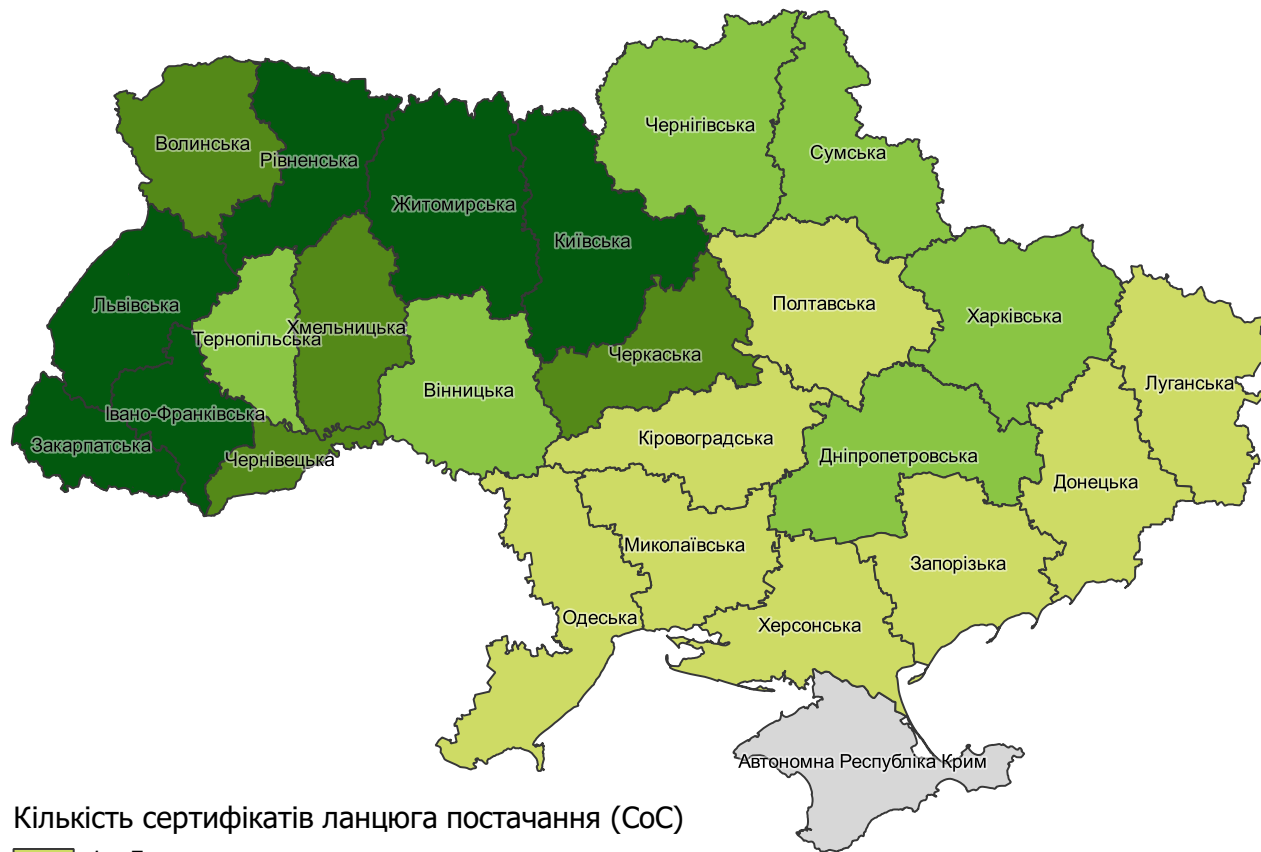 Чернігівська
Сумська
Волинська
Рівненська
Житомирська
Київська
Львівська
Полтавська
Харківська
Тернопільська
Хмельницька
Черкаська
Луганська
Вінницька
Івано-Франківська
Закарпатська
Чернівецька
Кіровоградська
Дніпропетровська
Донецька
Миколаївська
Запорізька
Одеська
Херсонська
Автономна Республіка Крим
Кількість сертифікатів ланцюга постачання (CoC)